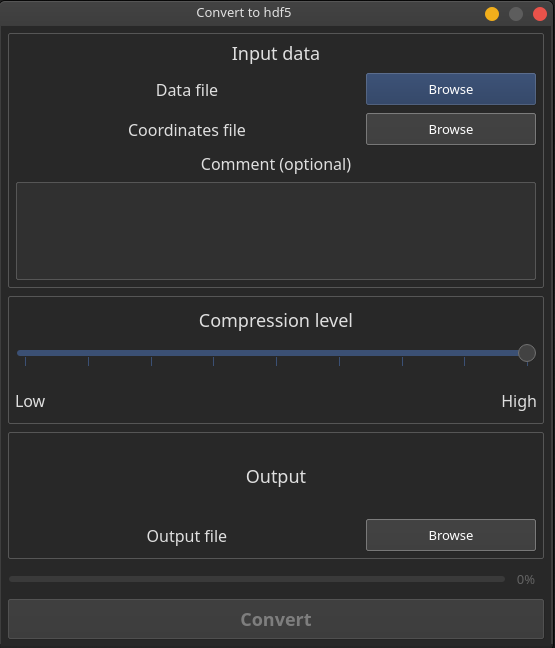 Convert to hdf5
Input data
Data file
Browse
Coordinates file
Browse
Comment (optional)
Compression level
Low
High
Output
Output file
Browse
0%
Convert